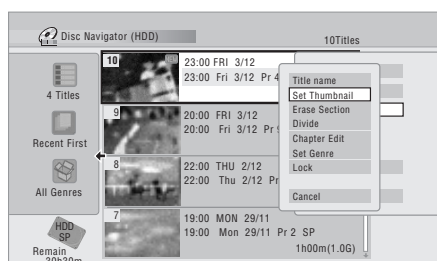 Disc Navigator (HDD)
10Titles
4 Titles
Recent First
All Genres
HDD
SP
Remain
30h30m
10
23:00 FRI 3/12
23:00 Fri 3/12 Pr 4
9
20:00 FRI 3/12
20:00 Fri 3/12 Pr
8
22:00 THU 2/12
22:00 Thu 2/12 Pr
7
19:00 MON 29/11
19:00 Mon 29/11 Pr 2 SP
1h00m(1.0G)
Title name
Set Thumbnail
Erase Section
Divide
Chapter Edit
Set Genre
Lock
Cancel